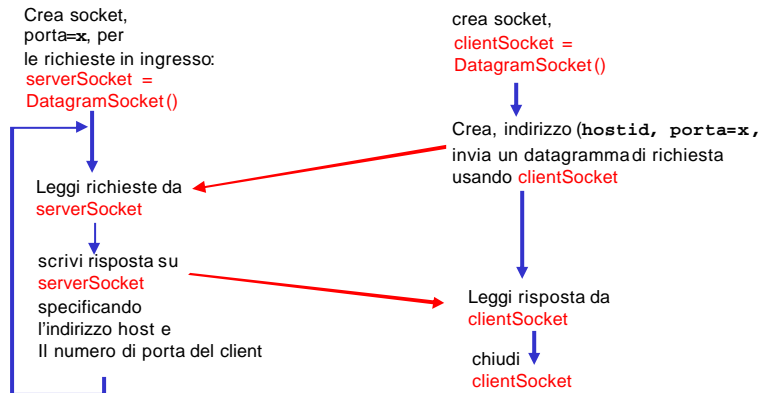 Crea socket,
porta=x, per
le richieste in ingresso:
serverSocket =
DatagramSocket()
Leggi richieste da
serverSocket
scrivi risposta su
serverSocket
specificando
l'indirizzo host e
Il numero di porta del client
crea socket,
clientSocket =
DatagramSocket()
Crea, indirizzo (hostid, porta=x,
invia un datagramma di richiesta
usando clientSocket
Leggi risposta da
clientSocket
chiudi
clientSocket